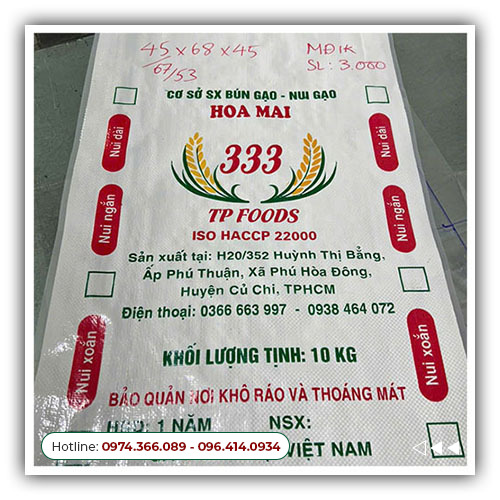 45 x 68 x 45
67/53
MĐIK
SL: 3.000
CƠ SỞ SX BÚN GẠO - NUI GẠO
HOA MAI
333
TP FOODS
ISO HACCP 22000
Nui dài
Nui dài
Nui ngắn
Nui ngắn
Sản xuất tại: H20/352 Huỳnh Thị Bẳng,
Ấp Phú Thuận, Xã Phú Hòa Đông,
Huyện Củ Chi, TPHCM
Điện thoại: 0366 663 997 - 0938 464 072
Nui xoắn
Nui xoắn
KHỐI LƯỢNG TỊNH: 10 KG
BẢO QUẢN NƠI KHÔ RÁO VÀ THOÁNG MÁT
HSD: 1 NĂM NSX:
VIỆT NAM
Hotline: 0974.366.089 - 096.414.0934